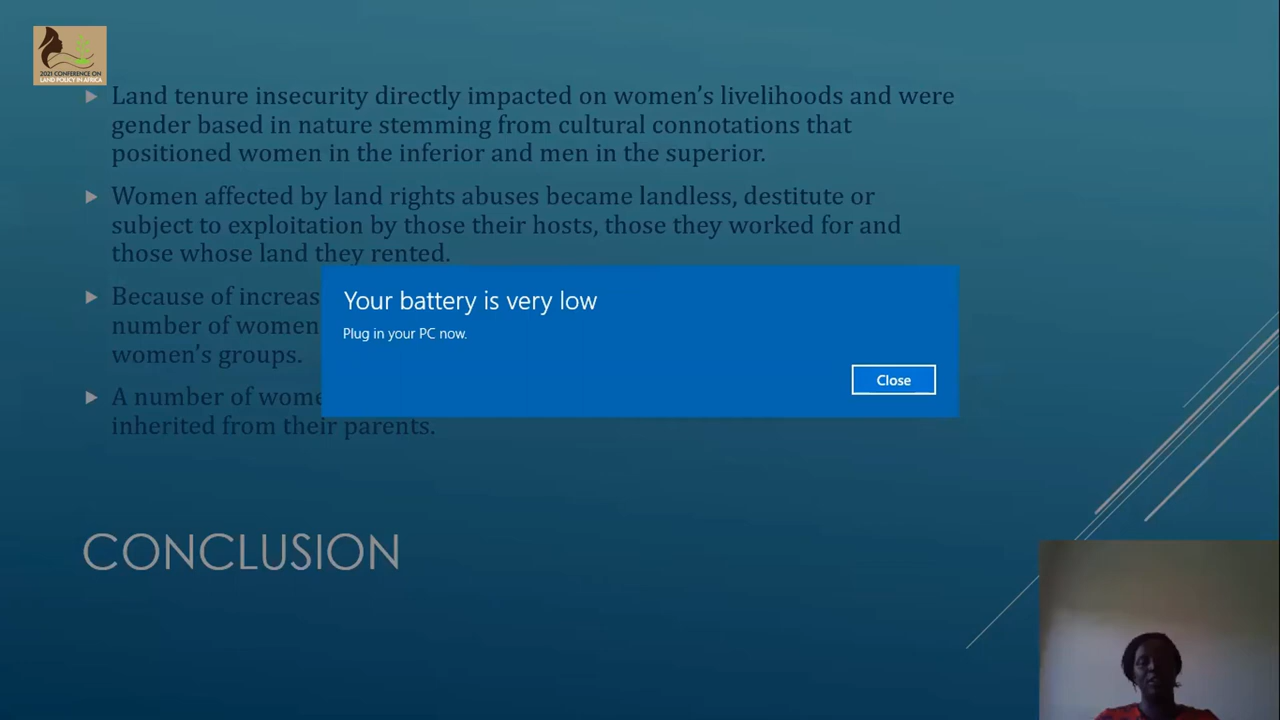 2021 CONFERENCE ON
LAND POLICY IN AFRICA
Land tenure insecurity directly impacted on women's livelihoods and were
gender based in nature stemming from cultural connotations that
positioned women in the inferior and men in the superior.
Women affected by land rights abuses became landless, destitute or
subject to exploitation by those their hosts, those they worked for and
those whose land they rented.
Because of increas
number of women
women's groups.
A number of wome
inherited from their parents.
Your battery is very low
Plug in your PC now.
Close
CONCLUSION